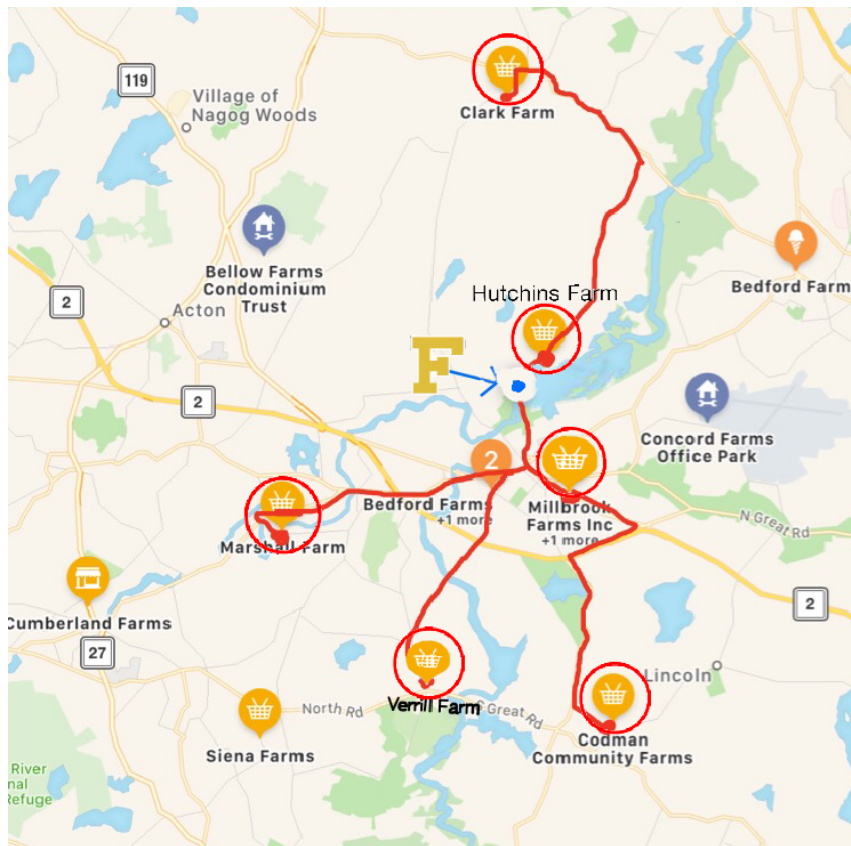 119
Village of
Nagog Woods
Clark Farm
Bellow Farms
Condominium
Trust
Bedford Farm
Hutchins Farm
2
Acton
F
2
Concord Farms
Office Park
2
Bedford Farms
+1 more
Millbrook
Farms Inc
+1 more
N Great Rd
Marshall Farm
Cumberland Farms
2
27
Lincoln
North Rd
Verrill Farm
S Great Rd
Siena Farms
Codman
Community Farms
River
nal
Refuge